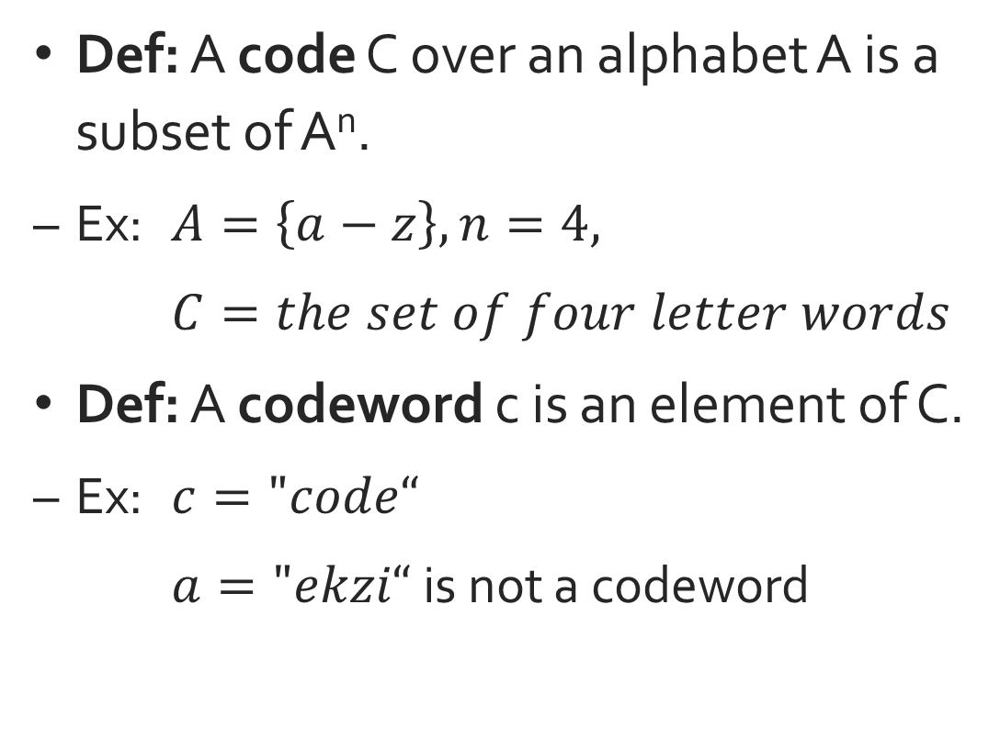 • Def: A code C over an alphabet A is a
subset of Aⁿ.
– Ex: A = {a − z}, n = 4,
C = the set of four letter words
• Def: A codeword c is an element of C.
– Ex: c = "code“
a = "ekzi“ is not a codeword